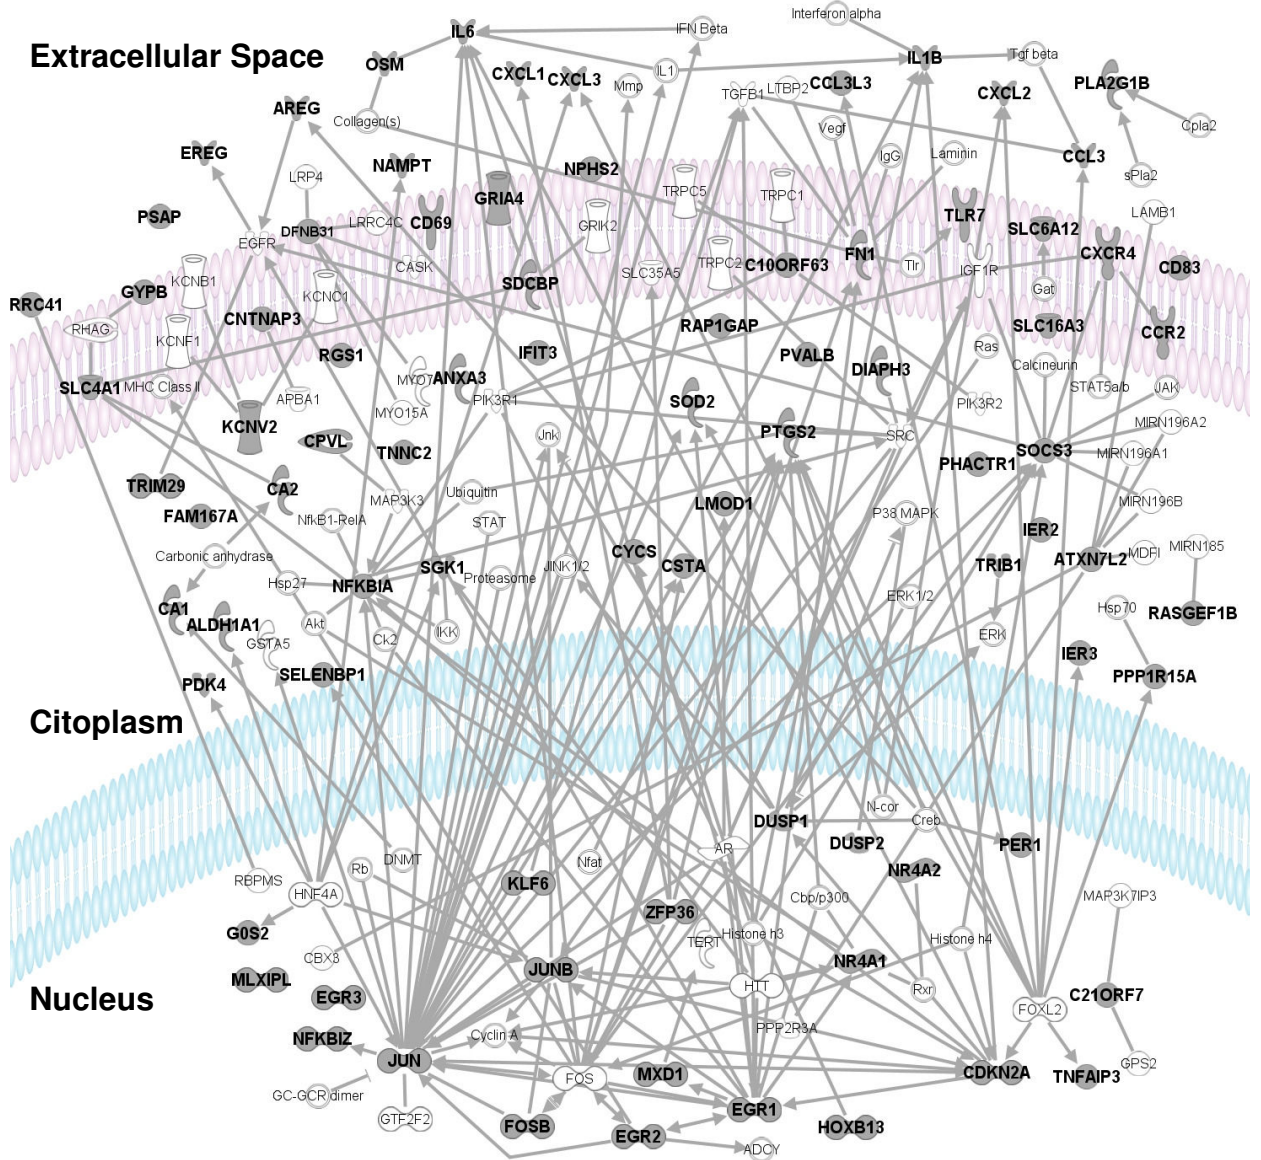 Interferon alpha
IL6
IFN Beta
Extracellular Space
OSM
IL1B
Tgf beta
CXCL1
CXCL3
IL1
Mmp
CCL3L3
PLA2G1B
TGFB1
LTBP2
CXCL2
AREG
Collagen(s)
Vegf
Cpla2
EREG
NAMPT
NPHS2
IgG
Laminin
CCL3
LRP4
sPla2
GRIA4
TRPC5
TRPC1
PSAP
LRRC4C
CD69
TLR7
LAMB1
DFNB31
GRIK2
SLC6A12
EGFR
CASK
SLC35A5
TRPC2
C10ORF63
FN1
Tlr
IGF1R
CXCR4
CD83
KCNB1
GYPB
KCNC1
SDCBP
Gat
RRC41
RHAG
CNTNAP3
RAP1GAP
SLC16A3
CCR2
KCNF1
RGS1
IFIT3
PVALB
DIAPH3
Ras
Calcineurin
SLC4A1
MHC Class II
MYO7
ANXA3
STAT5a/b
JAK
APBA1
PIK3R1
SOD2
PIK3R2
MYO15A
KCNV2
CPVL
Jnk
PTGS2
SRC
MIRN196A2
TNNC2
SOCS3
MIRN196A1
PHACTR1
TRIM29
CA2
MAP3K3
Ubiquitin
LMOD1
MIRN196B
FAM167A
NfkB1-RelA
STAT
P38 MAPK
IER2
Carbonic anhydrase
CYCS
CSTA
TRIB1
ATXN7L2
MDFI
MIRN185
Hsp27
NFKBIA
SGK1
Proteasome
JINK1/2
CA1
ALDH1A1
ERK1/2
Hsp70
RASGEF1B
Akt
Ck2
IKK
ERK
GSTA5
IER3
PDK4
SELENBP1
PPP1R15A
Citoplasm
N-cor
DUSP1
Creb
DUSP2
PER1
AR
RBPMS
HNF4A
Rb
DNMT
Nfat
KLF6
NR4A2
Cbp/p300
MAP3K7IP3
G0S2
ZFP36
TERT
Histone h3
Histone h4
CBX3
JUNB
NR4A1
MLXIPL
HTT
Rxr
Nucleus
EGR3
FOXL2
C21ORF7
NFKBIZ
Cyclin A
PPP2R3A
JUN
FOS
MXD1
CDKN2A
TNFAIP3
GPS2
GC-GCR dimer
GTF2F2
FOSB
EGR1
EGR2
HOXB13
ADCY